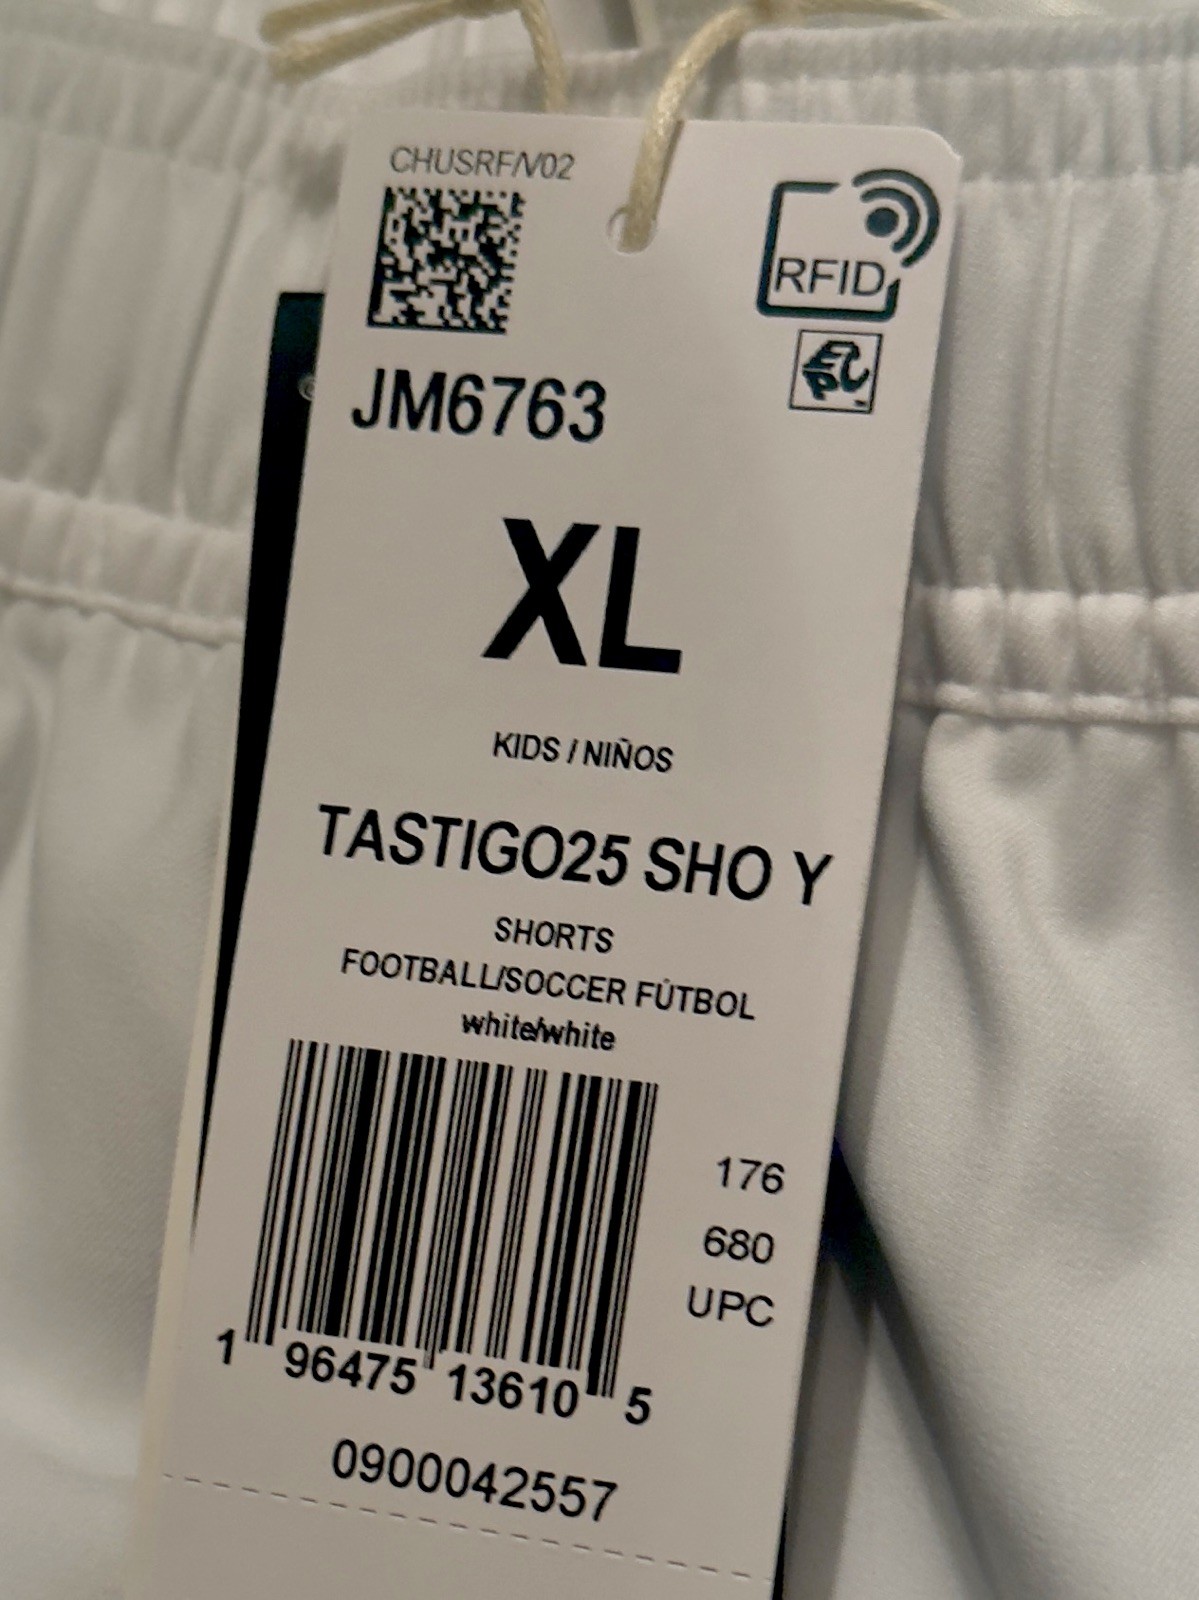 CHUSRF/V02
RFID
EPC
JM6763
XL
KIDS / NIÑOS
TASTIGO25 SHO Y
SHORTS
FOOTBALL/SOCCER FÚTBOL
white/white
176
680
UPC
1 96475 13610 5
0900042557